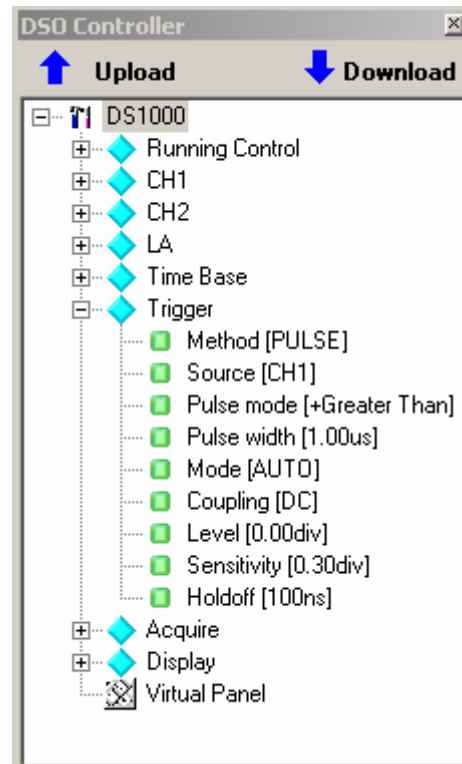 DSO Controller
Upload Download
DS1000
Running Control
CH1
CH2
LA
Time Base
Trigger
Method [PULSE]
Source [CH1]
Pulse mode [+Greater Than]
Pulse width [1.00us]
Mode [AUTO]
Coupling [DC]
Level [0.00div]
Sensitivity [0.30div]
Holdoff [100ns]
Acquire
Display
Virtual Panel